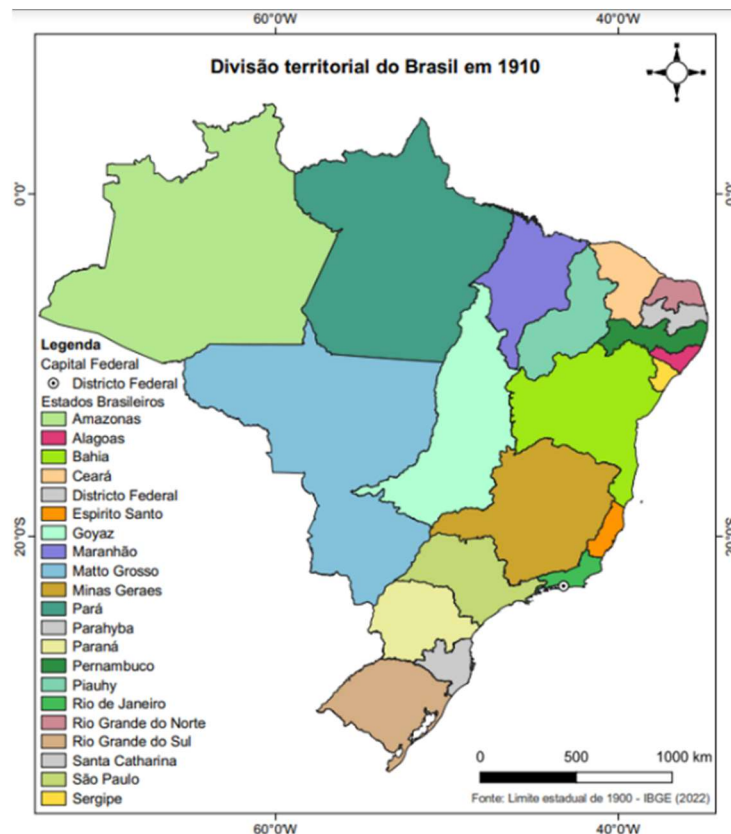 60°0'W 40°0'W
Divisão territorial do Brasil em 1910
0°0' 0°0'
Legenda
Capital Federal
Districto Federal
Estados Brasileiros
Amazonas
Alagoas
Bahia
Ceará
Districto Federal
Espirito Santo
Goyaz
Maranhão
Matto Grosso
Minas Geraes
Pará
Parahyba
Paraná
Pernambuco
Piauhy
Rio de Janeiro
Rio Grande do Norte
Rio Grande do Sul
Santa Catharina
São Paulo
Sergipe
20°0'S 20°0'S
0 500 1000 km
Fonte: Limite estadual de 1900 - IBGE (2022)
60°0'W 40°0'W